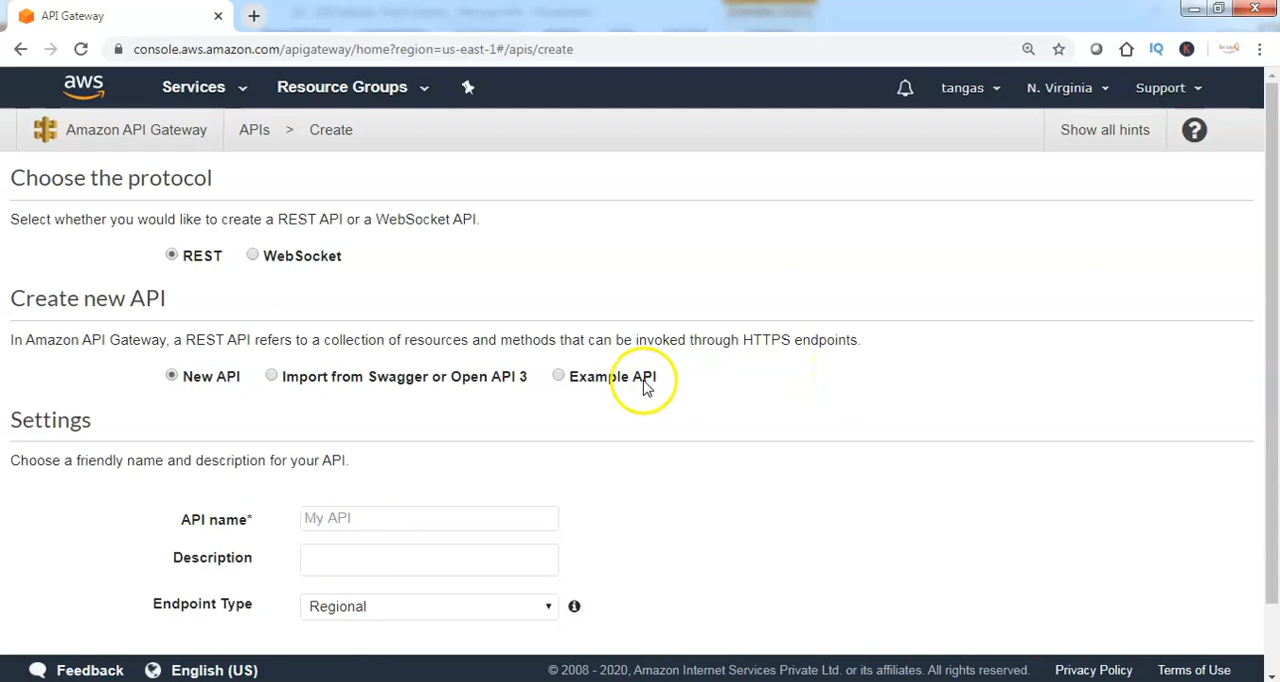 API Gateway
console.aws.amazon.com/apigateway/home?region=us-east-1#/apis/create
IQ
K
aws
Services
Resource Groups
tangas
N. Virginia
Support
Amazon API Gateway
APIs > Create
Show all hints
?
Choose the protocol
Select whether you would like to create a REST API or a WebSocket API.
REST
WebSocket
Create new API
In Amazon API Gateway, a REST API refers to a collection of resources and methods that can be invoked through HTTPS endpoints.
New API
Import from Swagger or Open API 3
Example API
Settings
Choose a friendly name and description for your API.
API name*
My API
Description
Endpoint Type
Regional
Feedback
English (US)
© 2008 - 2020, Amazon Internet Services Private Ltd. or its affiliates. All rights reserved.
Privacy Policy
Terms of Use